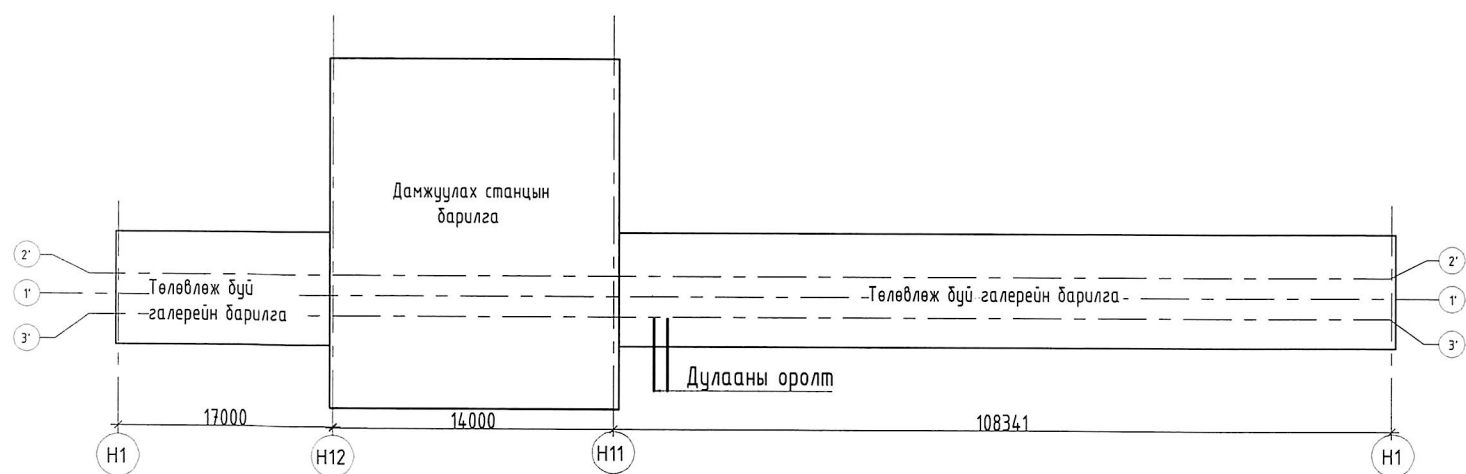 Дамжуулах станцын
барилга
2'
1'
3'
Төлөвлөж буй
галерейн барилга
Төлөвлөж буй галерейн барилга
2'
1'
3'
Дулааны оролт
17000
14000
108341
H1
H12
H11
H1